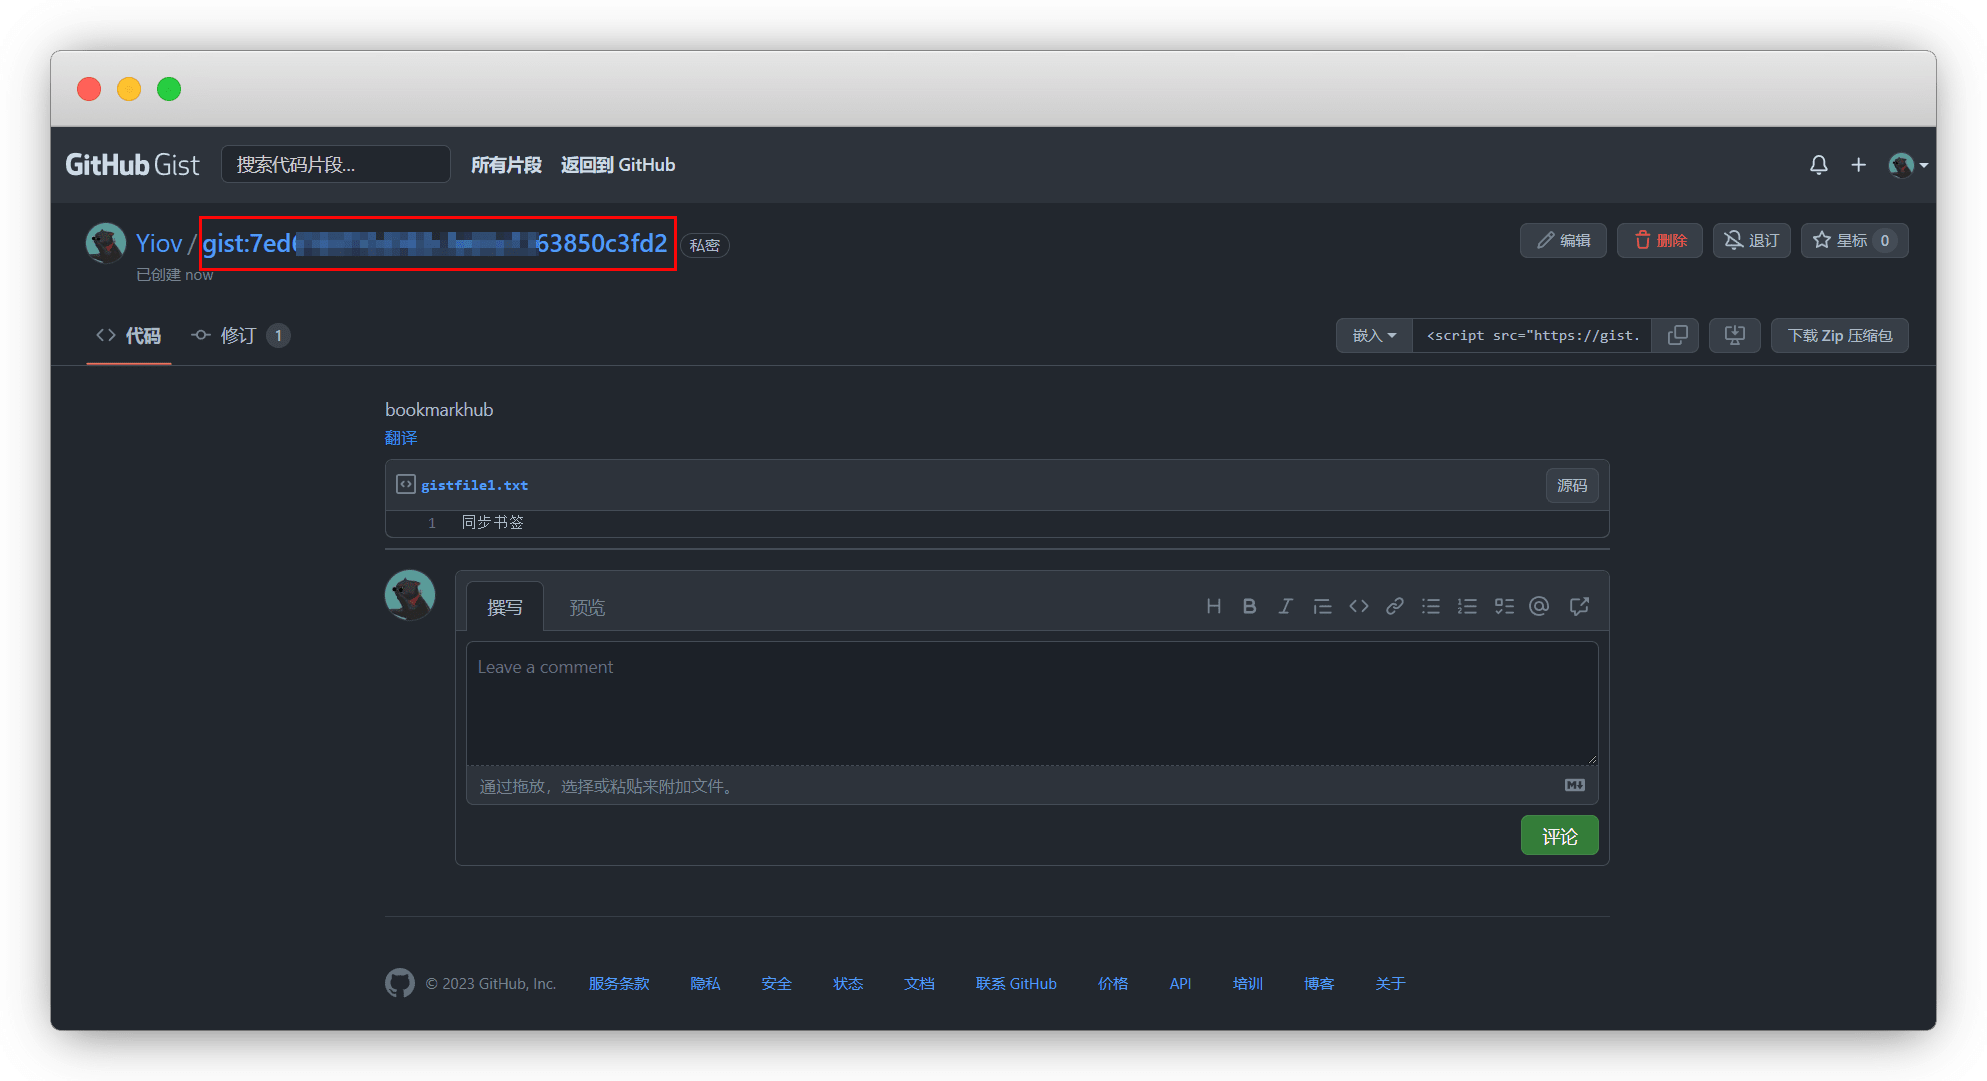 GitHub Gist 搜索代码片段... 所有片段 返回到 GitHub
Yiov / gist:7ed 63850c3fd2 私密 编辑 删除 退订 星标 0
已创建 now
代码 修订 1 嵌入 <script src="https://gist. 下载 Zip 压缩包
bookmarkhub
翻译
gistfile1.txt 源码
1 同步书签
撰写 预览
Leave a comment
通过拖放，选择或粘贴来附加文件。
评论
© 2023 GitHub, Inc. 服务条款 隐私 安全 状态 文档 联系 GitHub 价格 API 培训 博客 关于